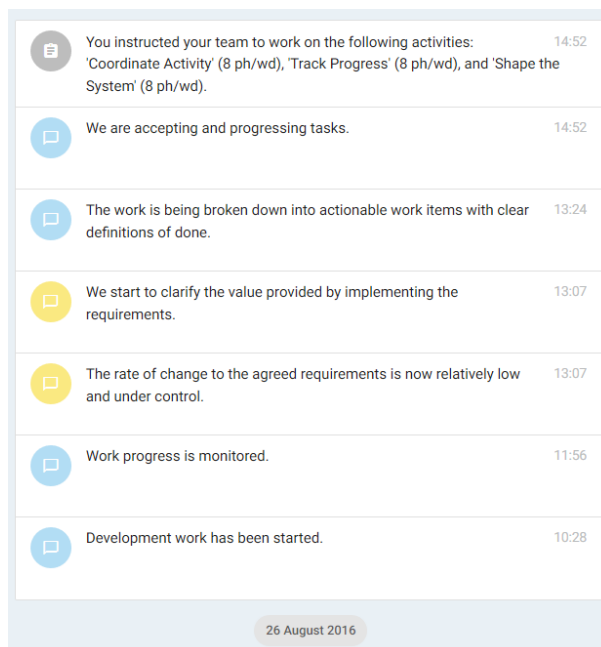 You instructed your team to work on the following activities: 14:52
'Coordinate Activity' (8 ph/wd), 'Track Progress' (8 ph/wd), and 'Shape the
System' (8 ph/wd).
We are accepting and progressing tasks. 14:52
The work is being broken down into actionable work items with clear 13:24
definitions of done.
We start to clarify the value provided by implementing the 13:07
requirements.
The rate of change to the agreed requirements is now relatively low 13:07
and under control.
Work progress is monitored. 11:56
Development work has been started. 10:28
26 August 2016